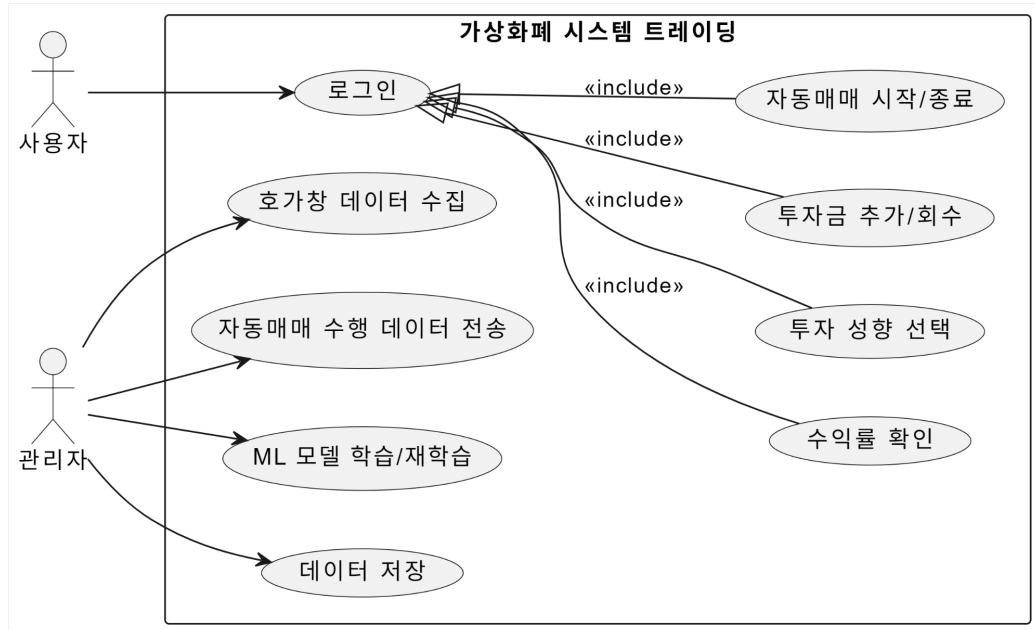 가상화폐 시스템 트레이딩
사용자
로그인
«include»
자동매매 시작/종료
«include»
호가창 데이터 수집
«include»
투자금 추가/회수
«include»
자동매매 수행 데이터 전송
투자 성향 선택
관리자
ML 모델 학습/재학습
수익률 확인
데이터 저장